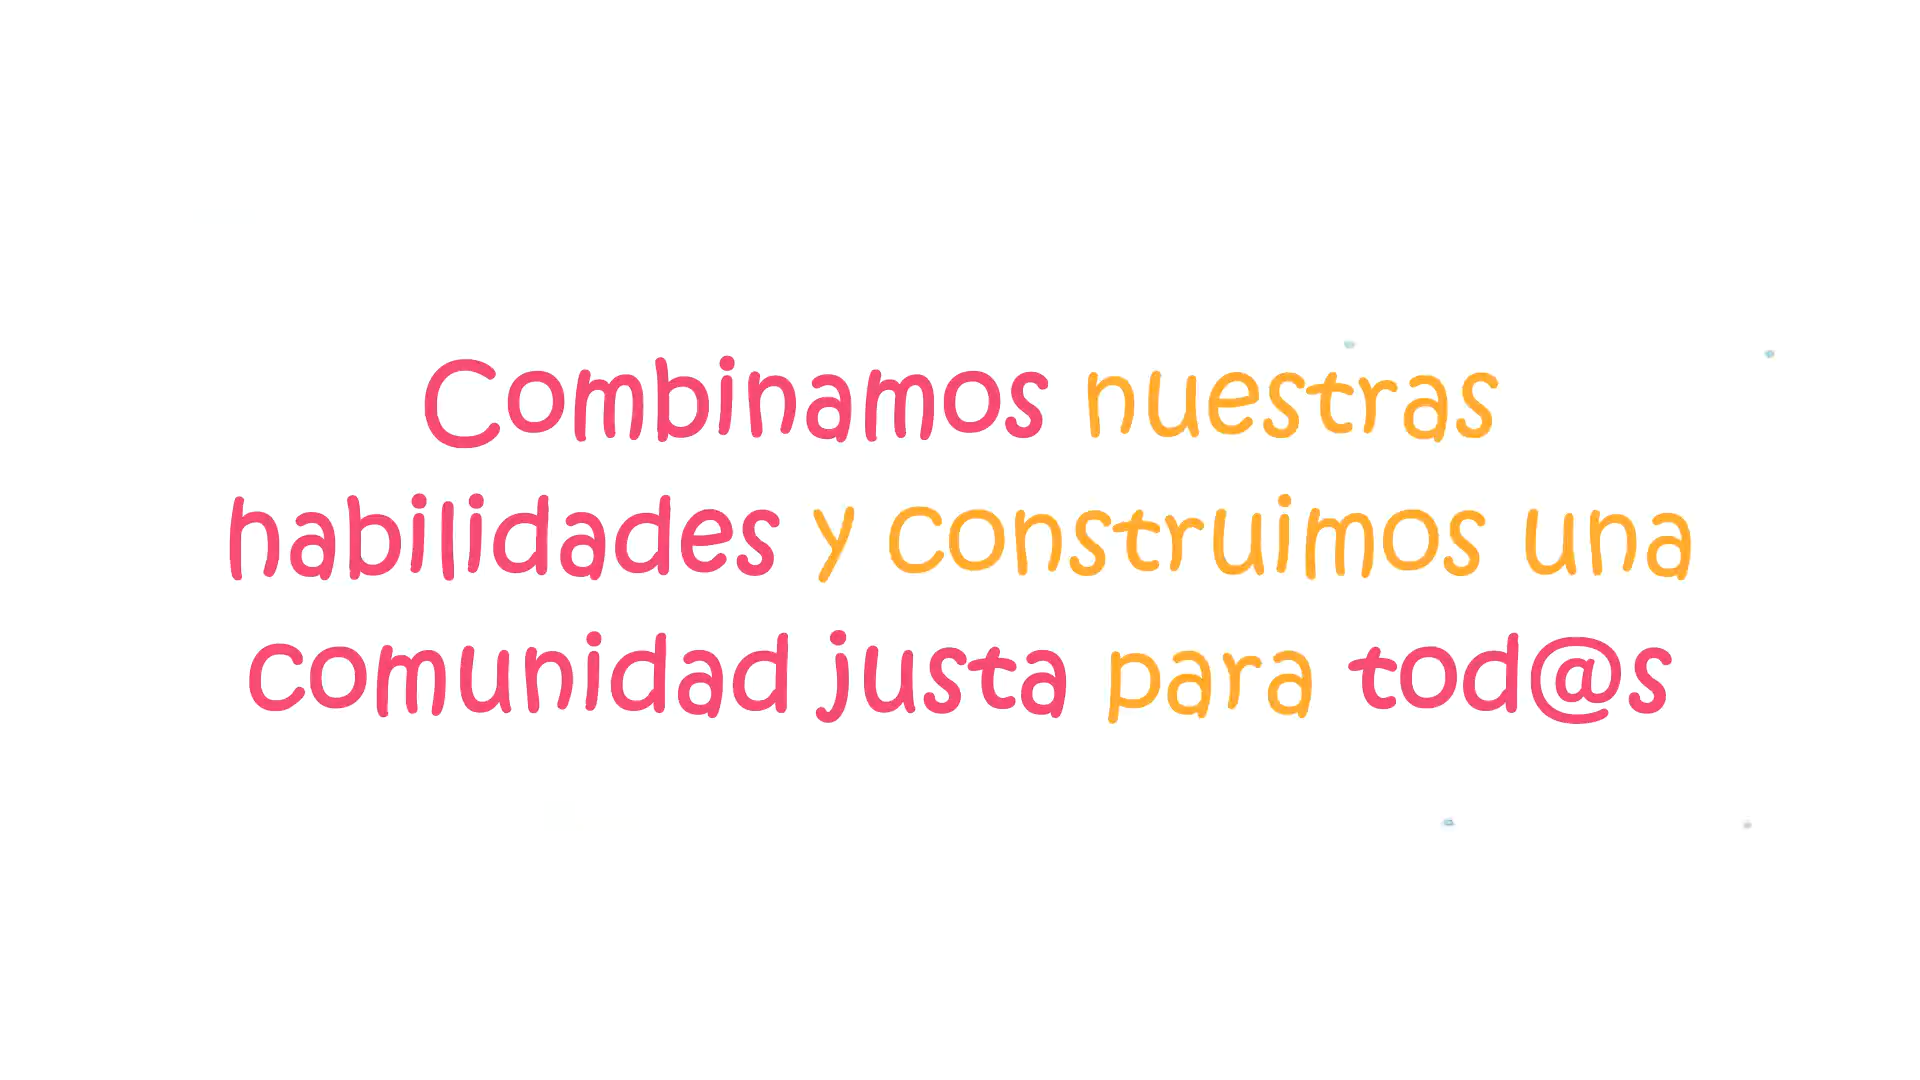 Combinamos nuestras
habilidades y construimos una
comunidad justa para tod@s